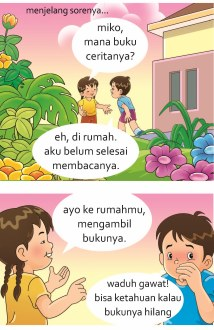 menjelang sorenya...
miko,
mana buku
ceritanya?
eh, di rumah.
aku belum selesai
membacanya.
ayo ke rumahmu,
mengambil
bukunya.
waduh gawat!
bisa ketahuan kalau
bukunya hilang